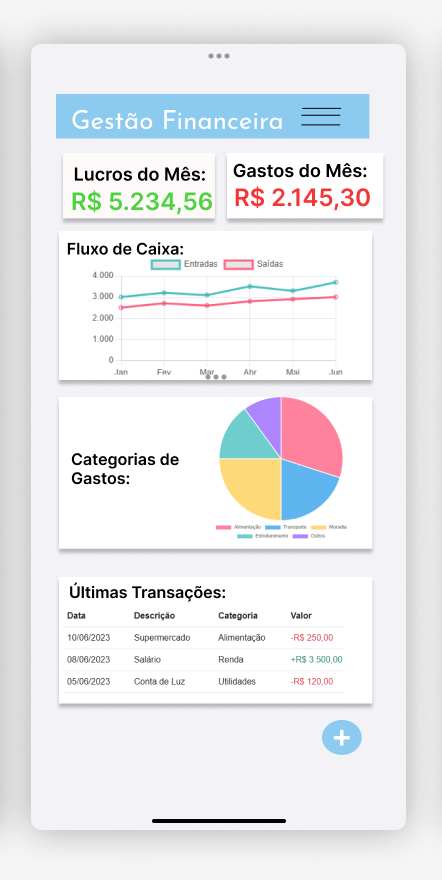 Gestão Financeira
Lucros do Mês:
R$ 5.234,56
Gastos do Mês:
R$ 2.145,30
Fluxo de Caixa:
Entradas Saídas
4.000
3.000
2.000
1.000
0
Jan Fev Mar Abr Mai Jun
Categorias de
Gastos:
Alimentação Transporte Moradia
Entretenimento Outros
Últimas Transações:
Data Descrição Categoria Valor
10/06/2023 Supermercado Alimentação -R$ 250,00
08/06/2023 Salário Renda +R$ 3.500,00
05/06/2023 Conta de Luz Utilidades -R$ 120,00
+